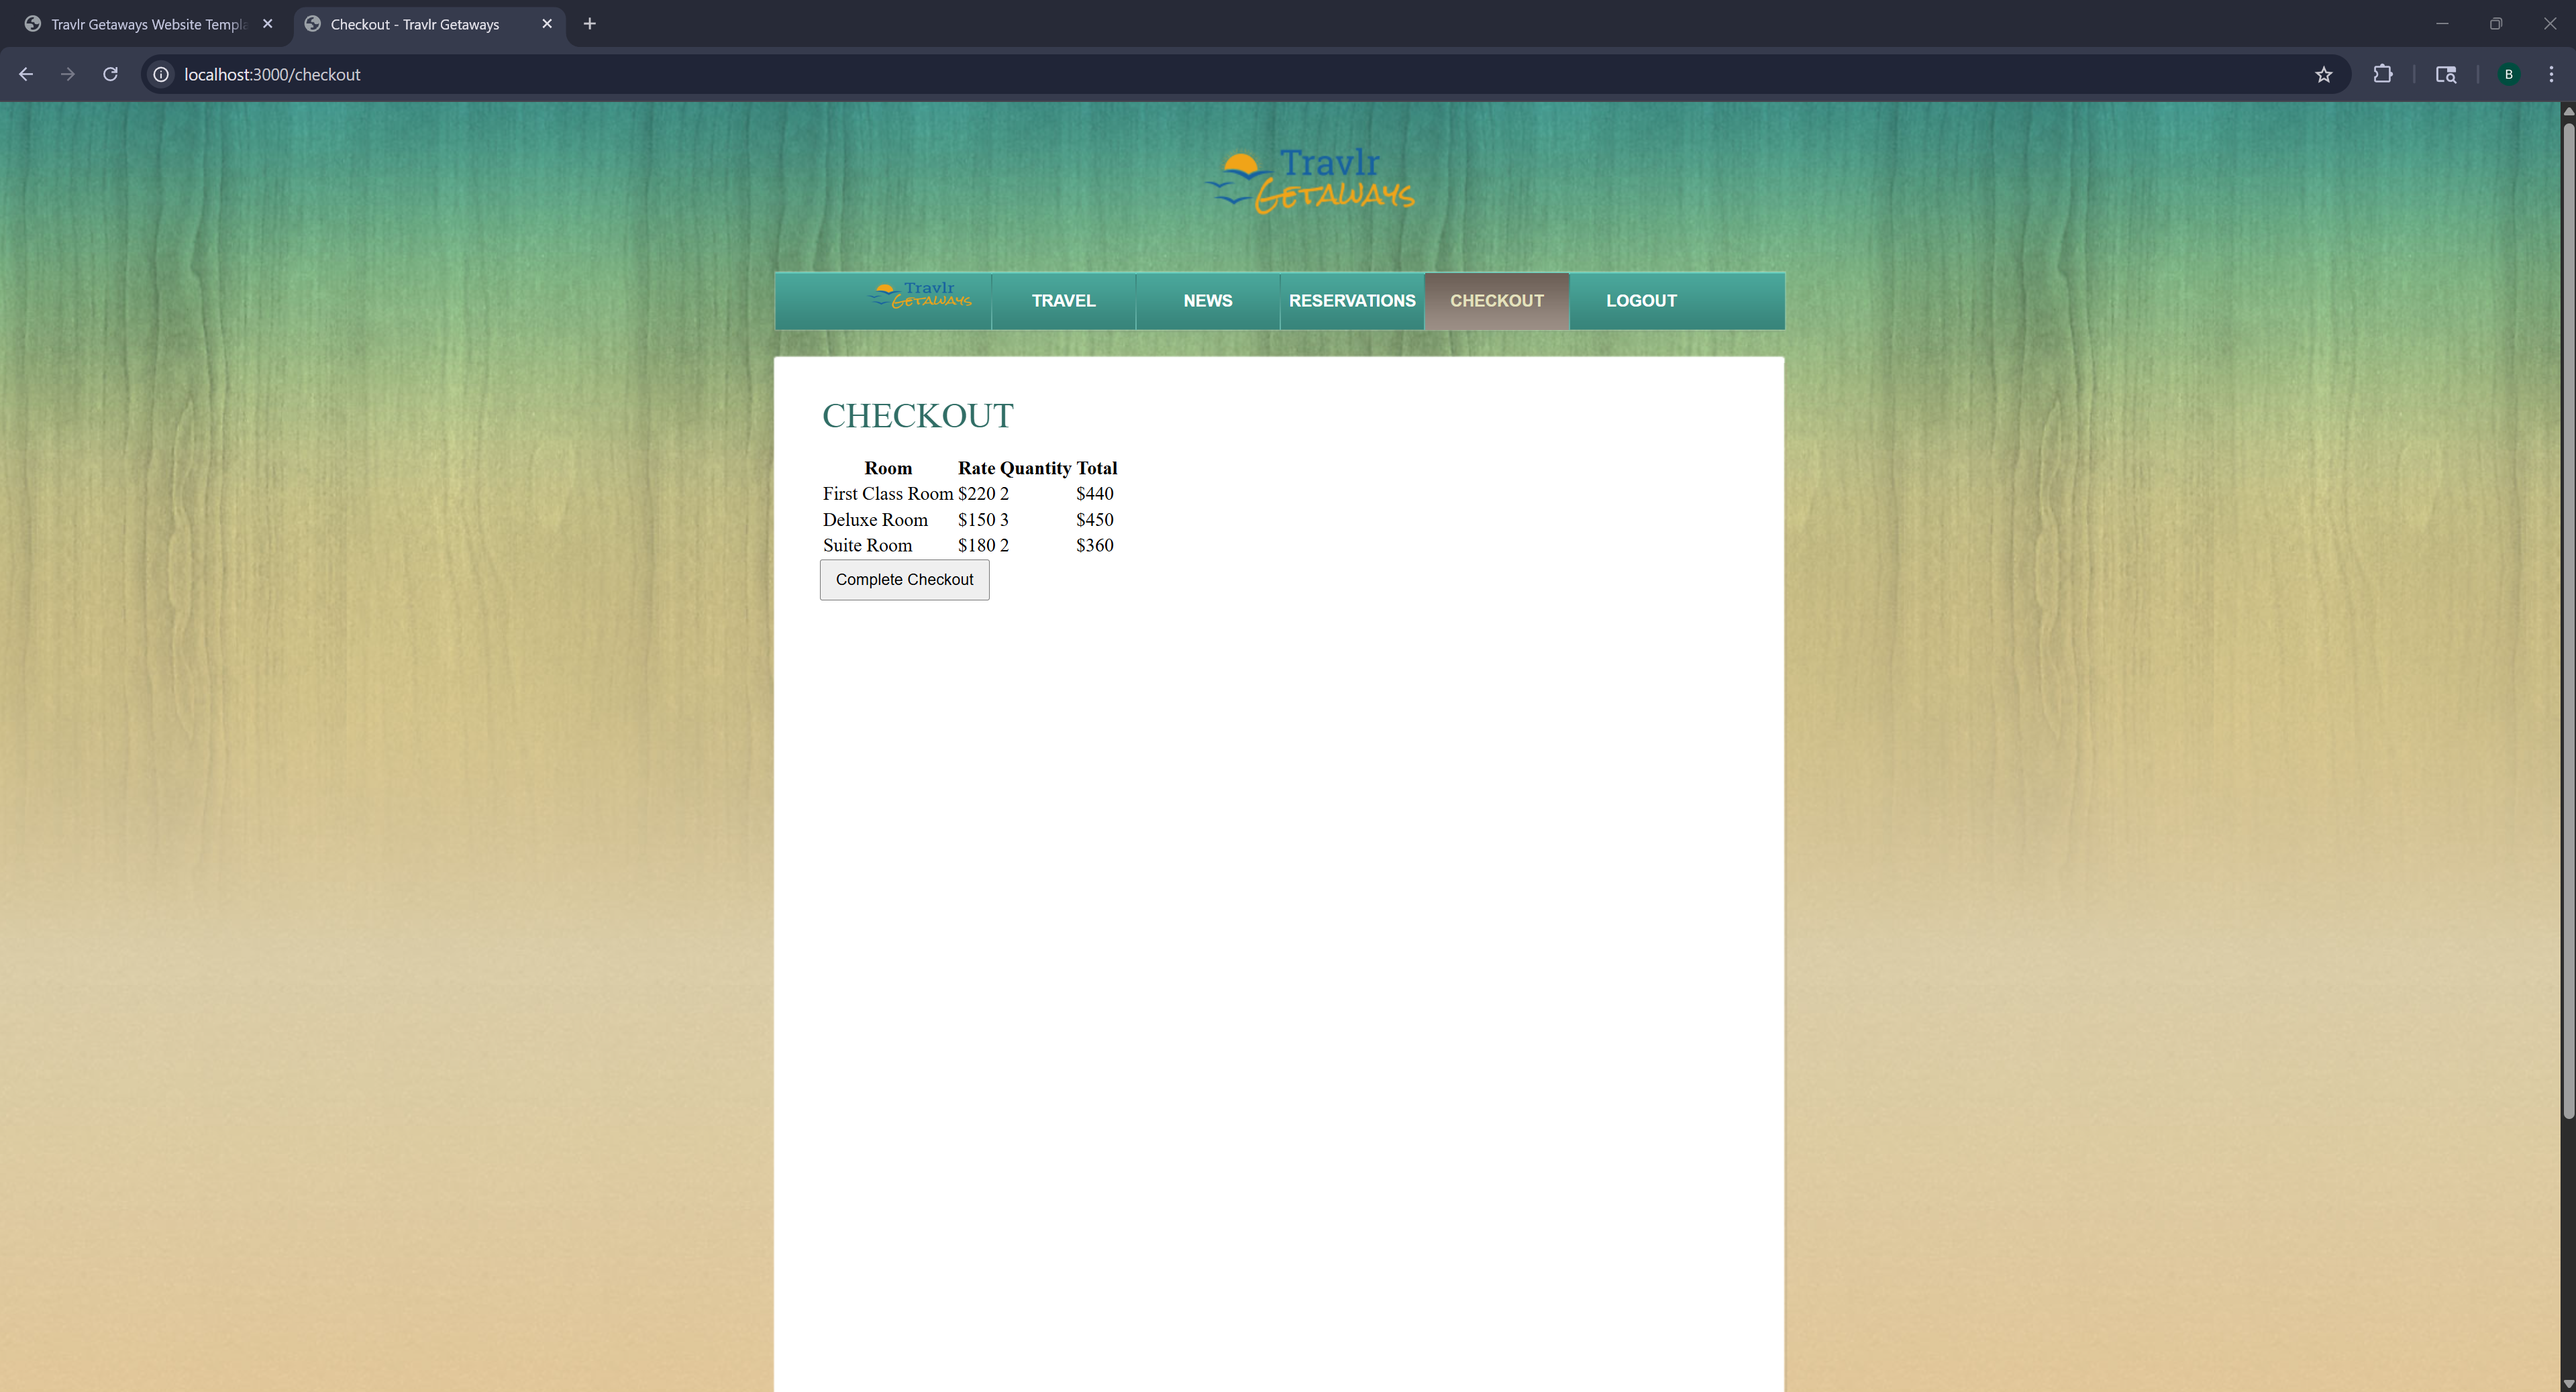 Travlr Getaways Website Templa
Checkout - Travlr Getaways
localhost:3000/checkout
B
Travlr
Getaways
Travlr
Getaways
TRAVEL NEWS RESERVATIONS CHECKOUT LOGOUT
CHECKOUT
Room Rate Quantity Total
First Class Room $220 2 $440
Deluxe Room $150 3 $450
Suite Room $180 2 $360
Complete Checkout